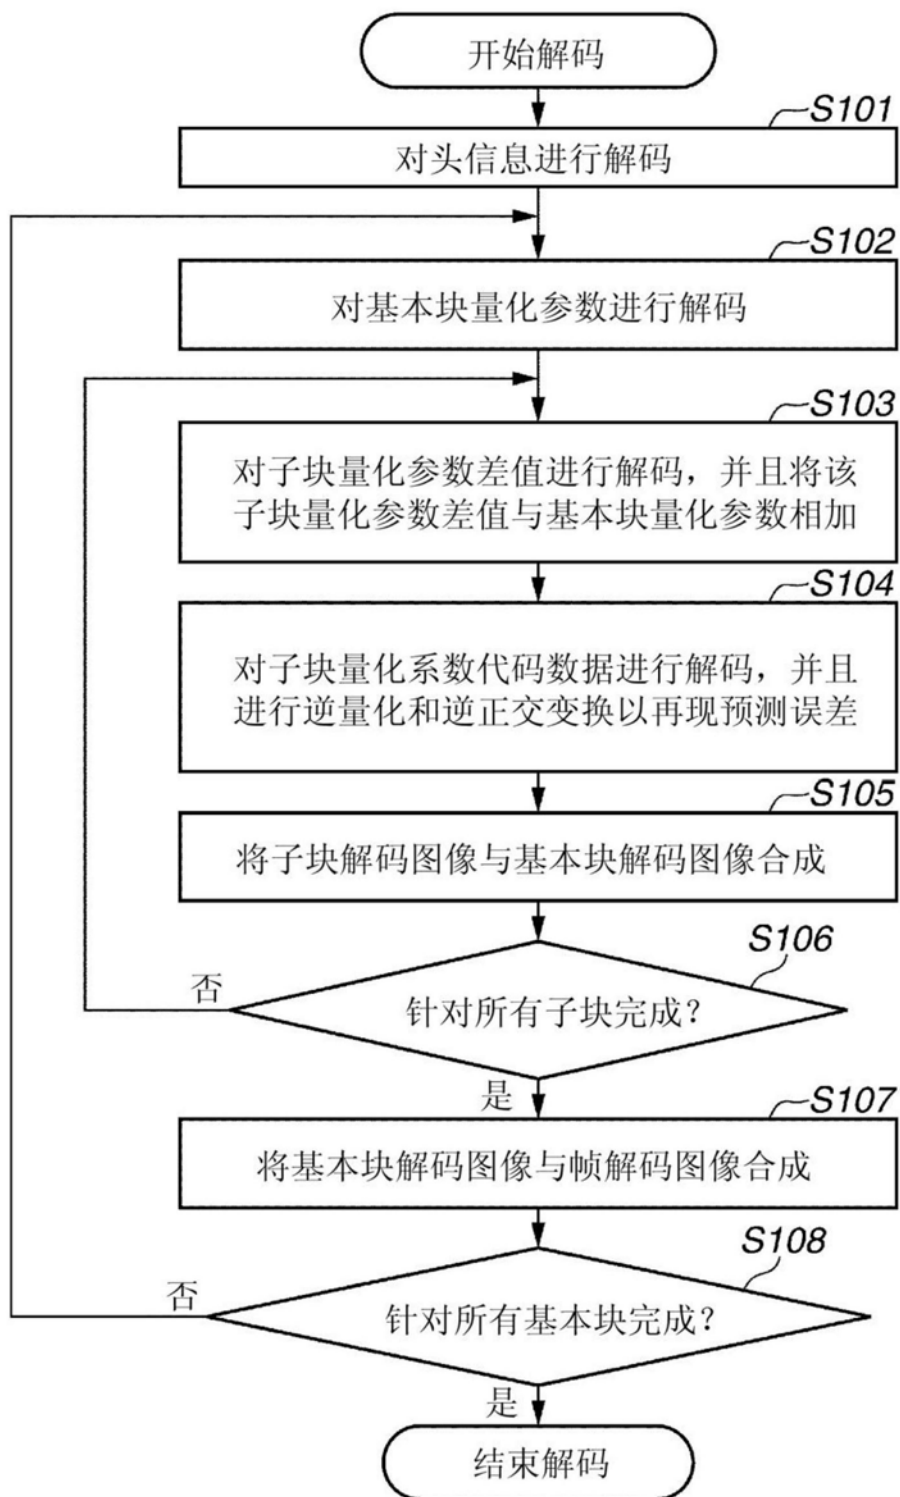 开始解码
S101
对头信息进行解码
S102
对基本块量化参数进行解码
S103
对子块量化参数差值进行解码，并且将该
子块量化参数差值与基本块量化参数相加
S104
对子块量化系数代码数据进行解码，并且
进行逆量化和逆正交变换以再现预测误差
S105
将子块解码图像与基本块解码图像合成
S106
否
针对所有子块完成？
是
S107
将基本块解码图像与帧解码图像合成
S108
否
针对所有基本块完成？
是
结束解码